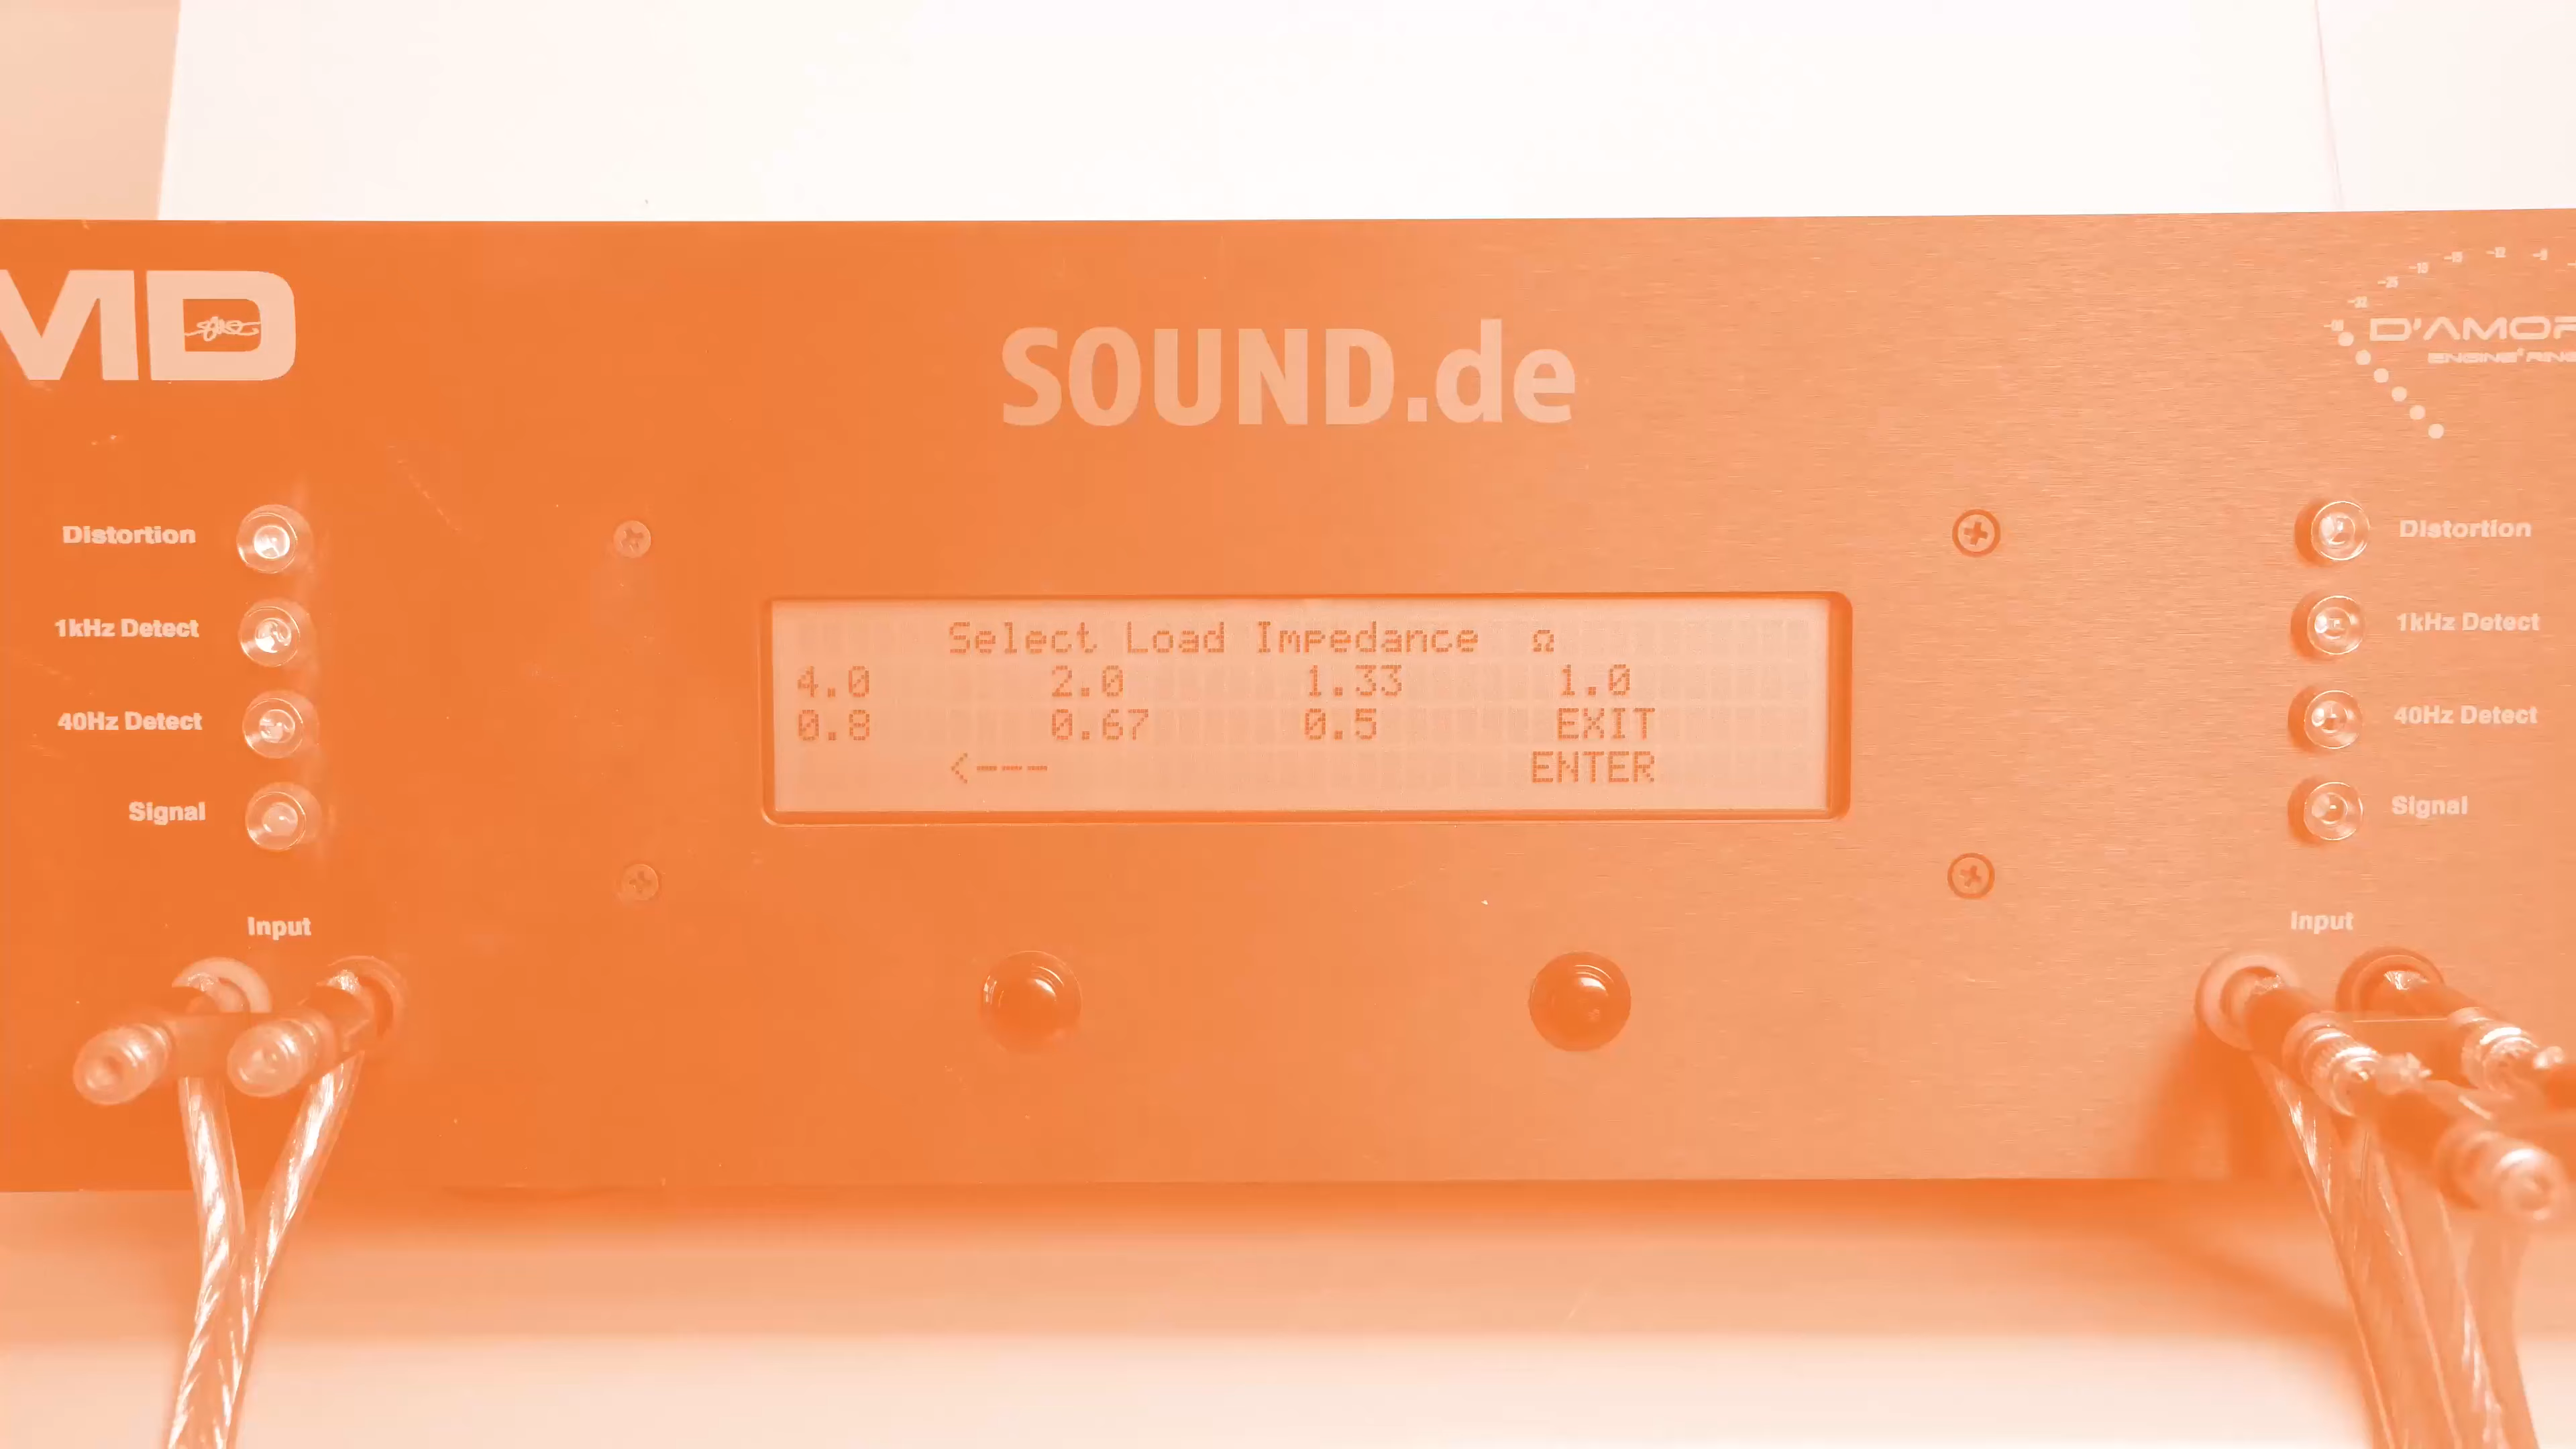 MD
SOUND.de
D'AMOR
Distortion
1kHz Detect
40Hz Detect
Signal
Input
Select Load Impedance Ω
4.0 2.0 1.33 1.0
0.8 0.67 0.5 EXIT
<--- ENTER
Distortion
1kHz Detect
40Hz Detect
Signal
Input